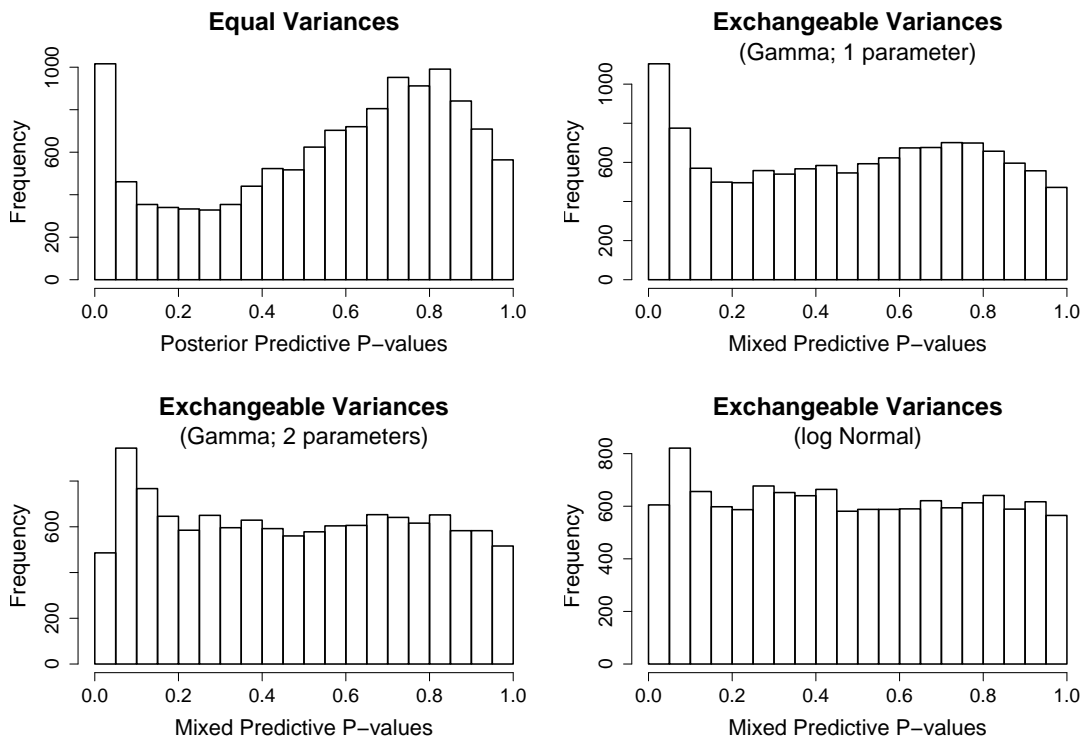 Equal Variances
Frequency
0
200
600
1000
0.0 0.2 0.4 0.6 0.8 1.0
Posterior Predictive P−values
Exchangeable Variances
(Gamma; 1 parameter)
Frequency
0
200
600
1000
0.0 0.2 0.4 0.6 0.8 1.0
Mixed Predictive P−values
Exchangeable Variances
(Gamma; 2 parameters)
Frequency
0
200
600
0.0 0.2 0.4 0.6 0.8 1.0
Mixed Predictive P−values
Exchangeable Variances
(log Normal)
Frequency
0
200
400
600
800
0.0 0.2 0.4 0.6 0.8 1.0
Mixed Predictive P−values